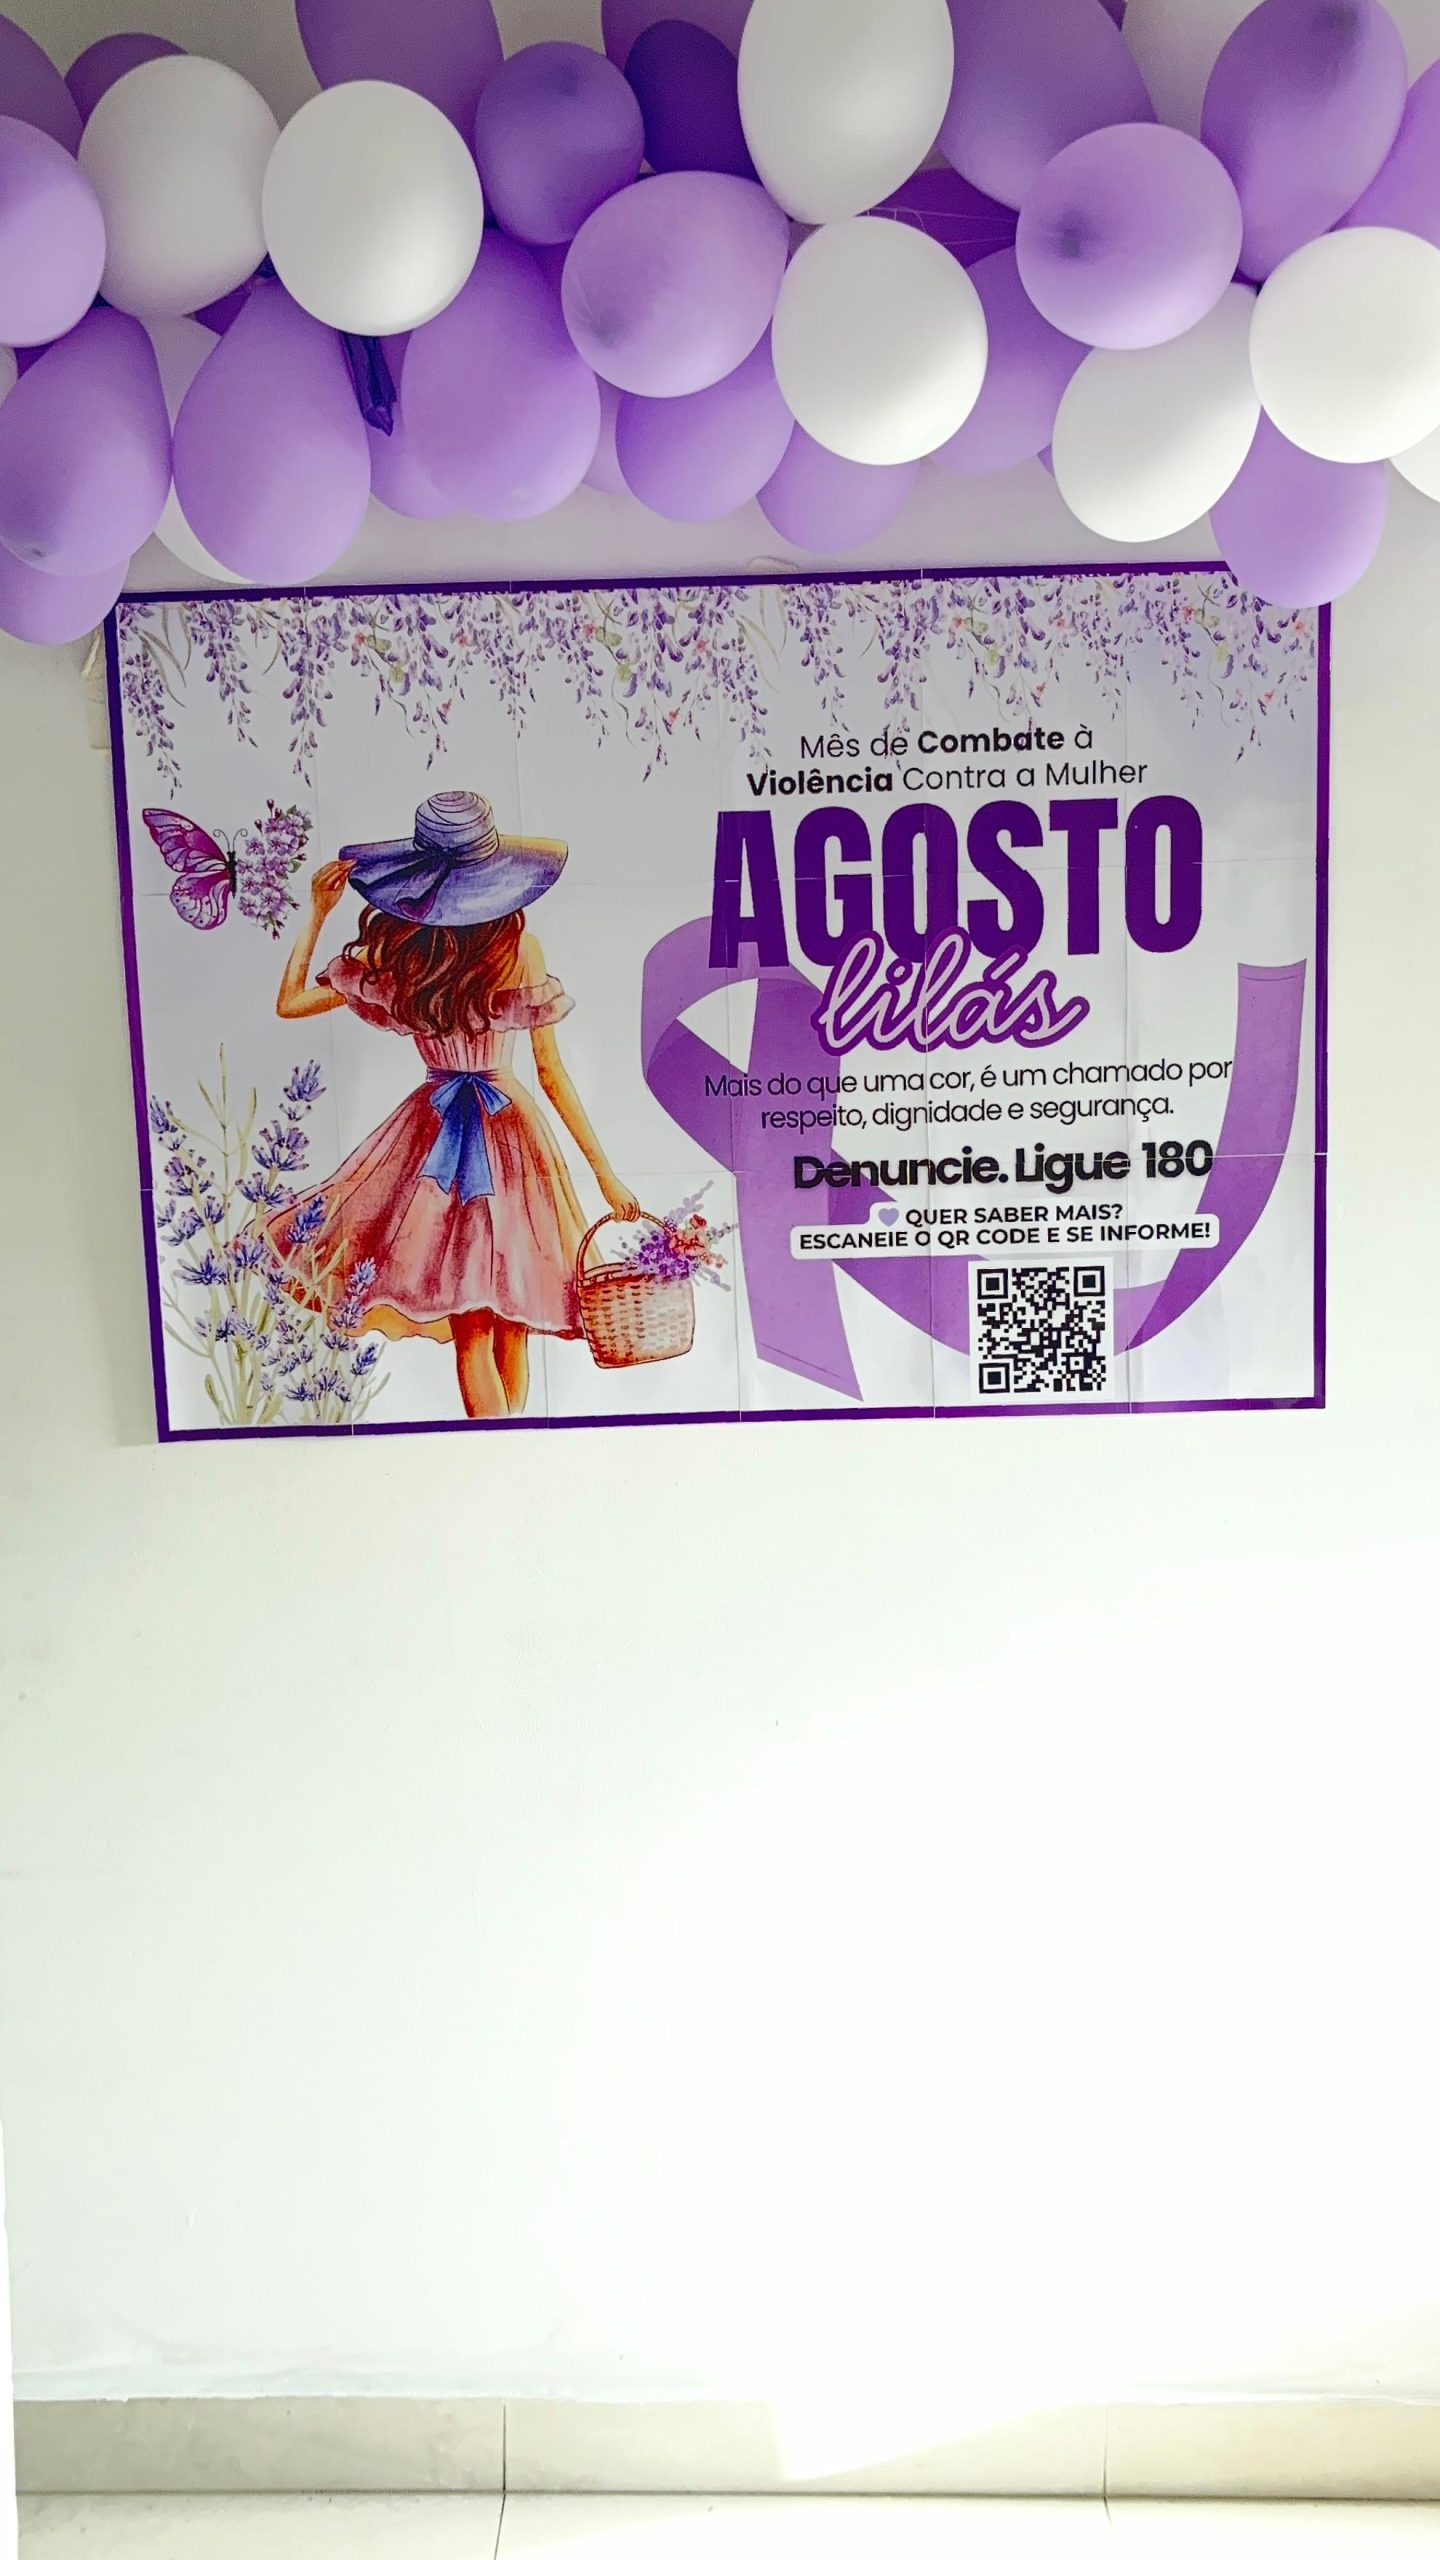 Mês de Combate à
Violência Contra a Mulher
AGOSTO
lilás
Mais do que uma cor, é um chamado por
respeito, dignidade e segurança.
Denuncie. Ligue 180
QUER SABER MAIS?
ESCANEIE O QR CODE E SE INFORME!